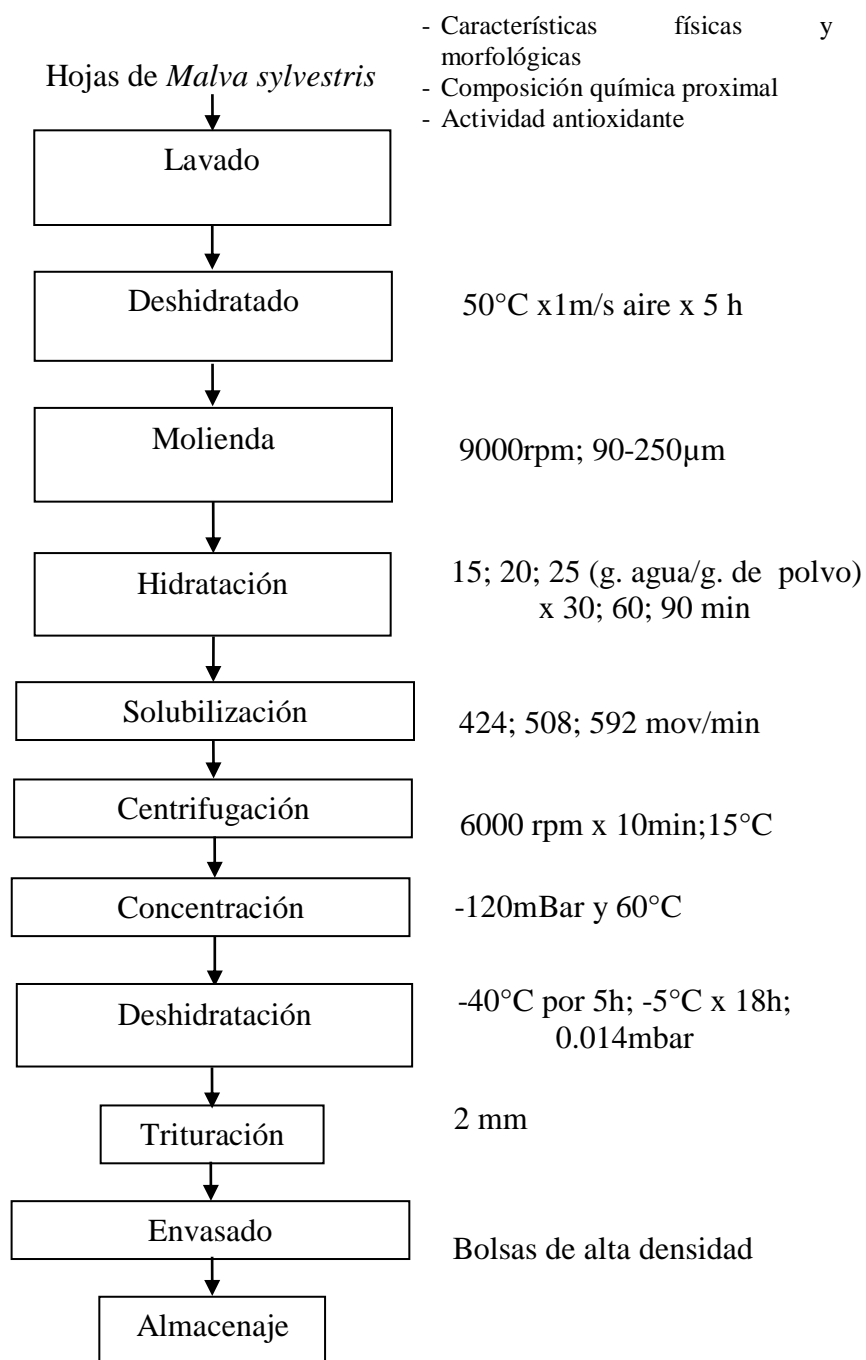 - Características físicas y
morfológicas
- Composición química proximal
- Actividad antioxidante
Hojas de Malva sylvestris
Lavado
Deshidratado
50°C x1m/s aire x 5 h
Molienda
9000rpm; 90-250µm
Hidratación
15; 20; 25 (g. agua/g. de polvo)
x 30; 60; 90 min
Solubilización
424; 508; 592 mov/min
Centrifugación
6000 rpm x 10min;15°C
Concentración
-120mBar y 60°C
Deshidratación
-40°C por 5h; -5°C x 18h;
0.014mbar
Trituración
2 mm
Envasado
Bolsas de alta densidad
Almacenaje